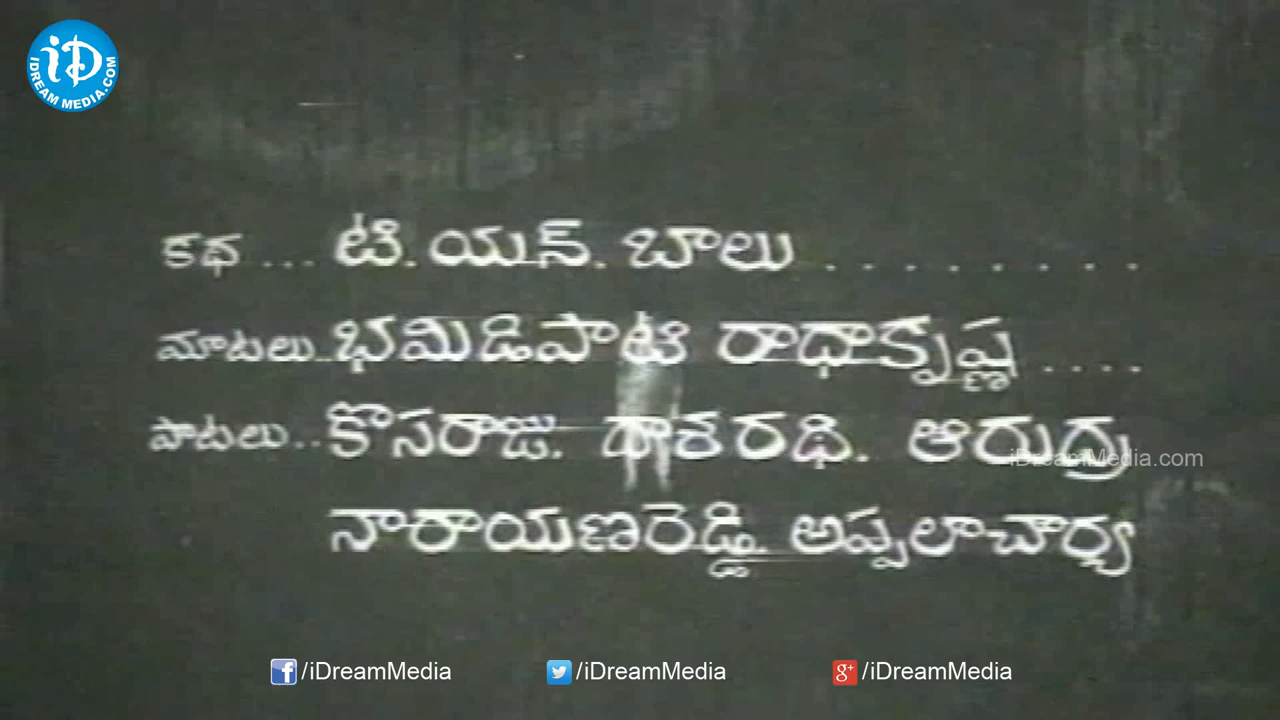 iD
IDREAM MEDIA.COM
కథ ... టి. యన్. బాలు . . . . . . . . .
మాటలు.. భమిడిపాటి రాధాకృష్ణ ....
పాటలు.. కొసరాజు. దాశరథి. ఆరుద్ర
iDreamMedia.com
నారాయణరెడ్డి. అప్పలాచార్య
/iDreamMedia /iDreamMedia /iDreamMedia